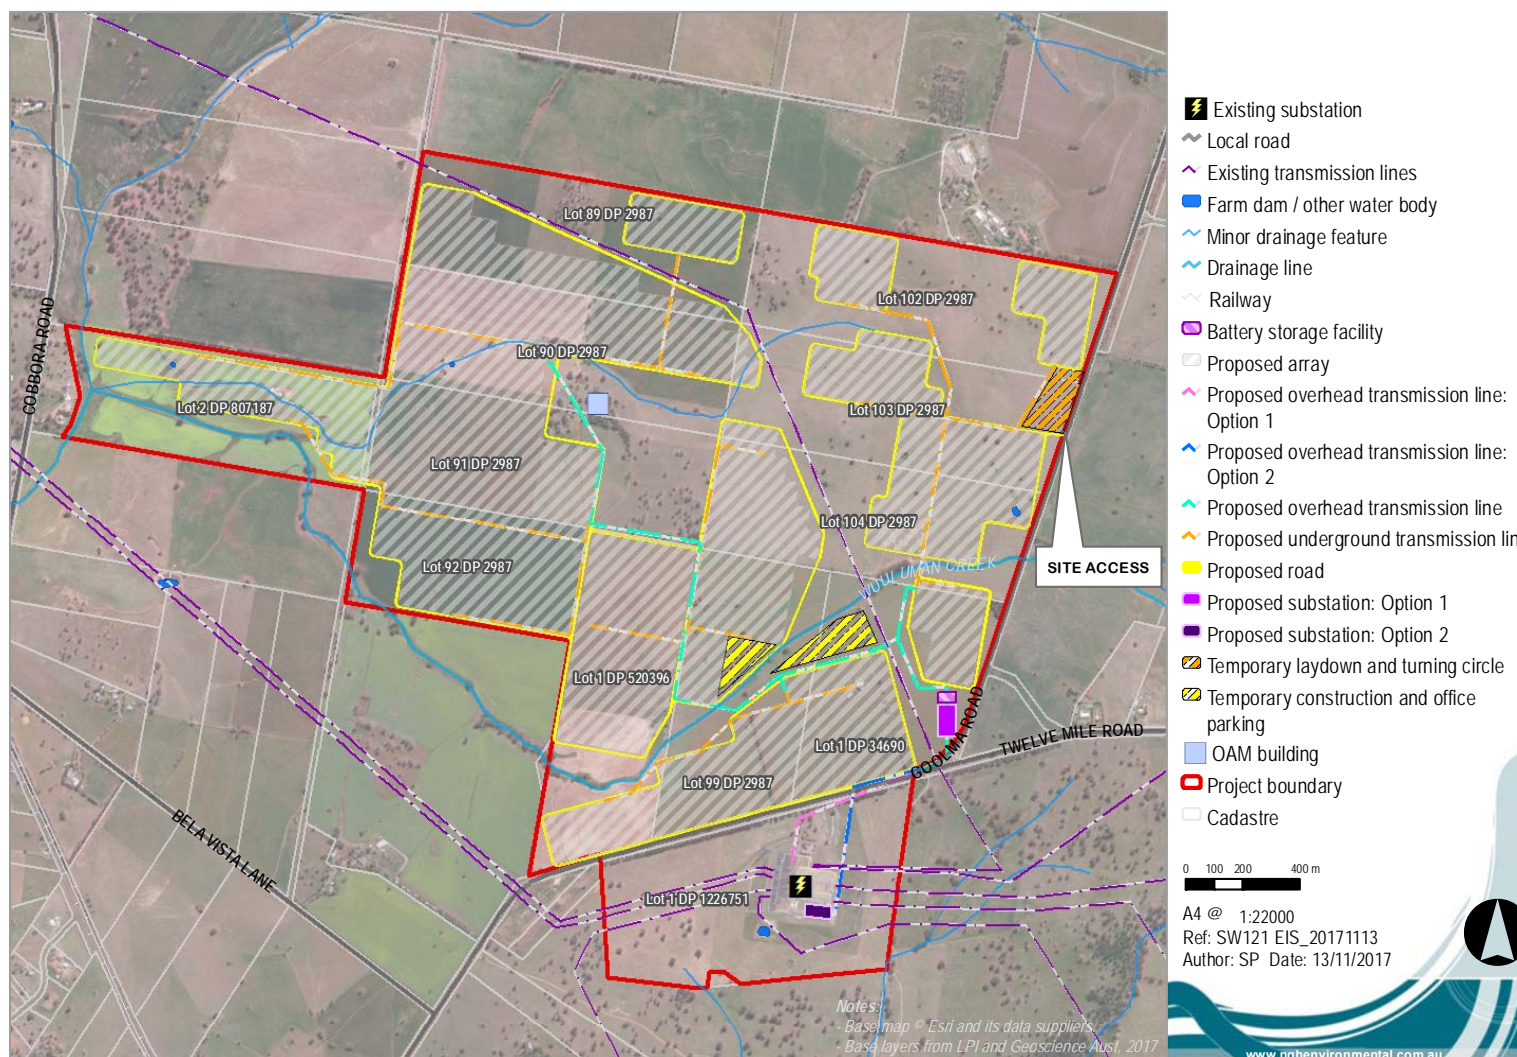 Lot 89 DP 2987
Lot 102 DP 2987
Lot 90 DP 2987
Lot 2 DP 807187
Lot 103 DP 2987
Lot 91 DP 2987
Lot 104 DP 2987
Lot 92 DP 2987
WUULUMAN CREEK
SITE ACCESS
Lot 1 DP 520396
Lot 1 DP 34690
Lot 99 DP 2987
Lot 1 DP 1226751
COBBORA ROAD
GOOLMA ROAD
TWELVE MILE ROAD
BELA VISTA LANE
Notes:
- Base map © Esri and its data suppliers.
- Base layers from LPI and Geoscience Aust, 2017
Existing substation
Local road
Existing transmission lines
Farm dam / other water body
Minor drainage feature
Drainage line
Railway
Battery storage facility
Proposed array
Proposed overhead transmission line:
Option 1
Proposed overhead transmission line:
Option 2
Proposed overhead transmission line
Proposed underground transmission lin
Proposed road
Proposed substation: Option 1
Proposed substation: Option 2
Temporary laydown and turning circle
Temporary construction and office
parking
OAM building
Project boundary
Cadastre
0 100 200 400 m
A4 @ 1:22000
Ref: SW121 EIS_20171113
Author: SP Date: 13/11/2017
www.nghenvironmental.com.au